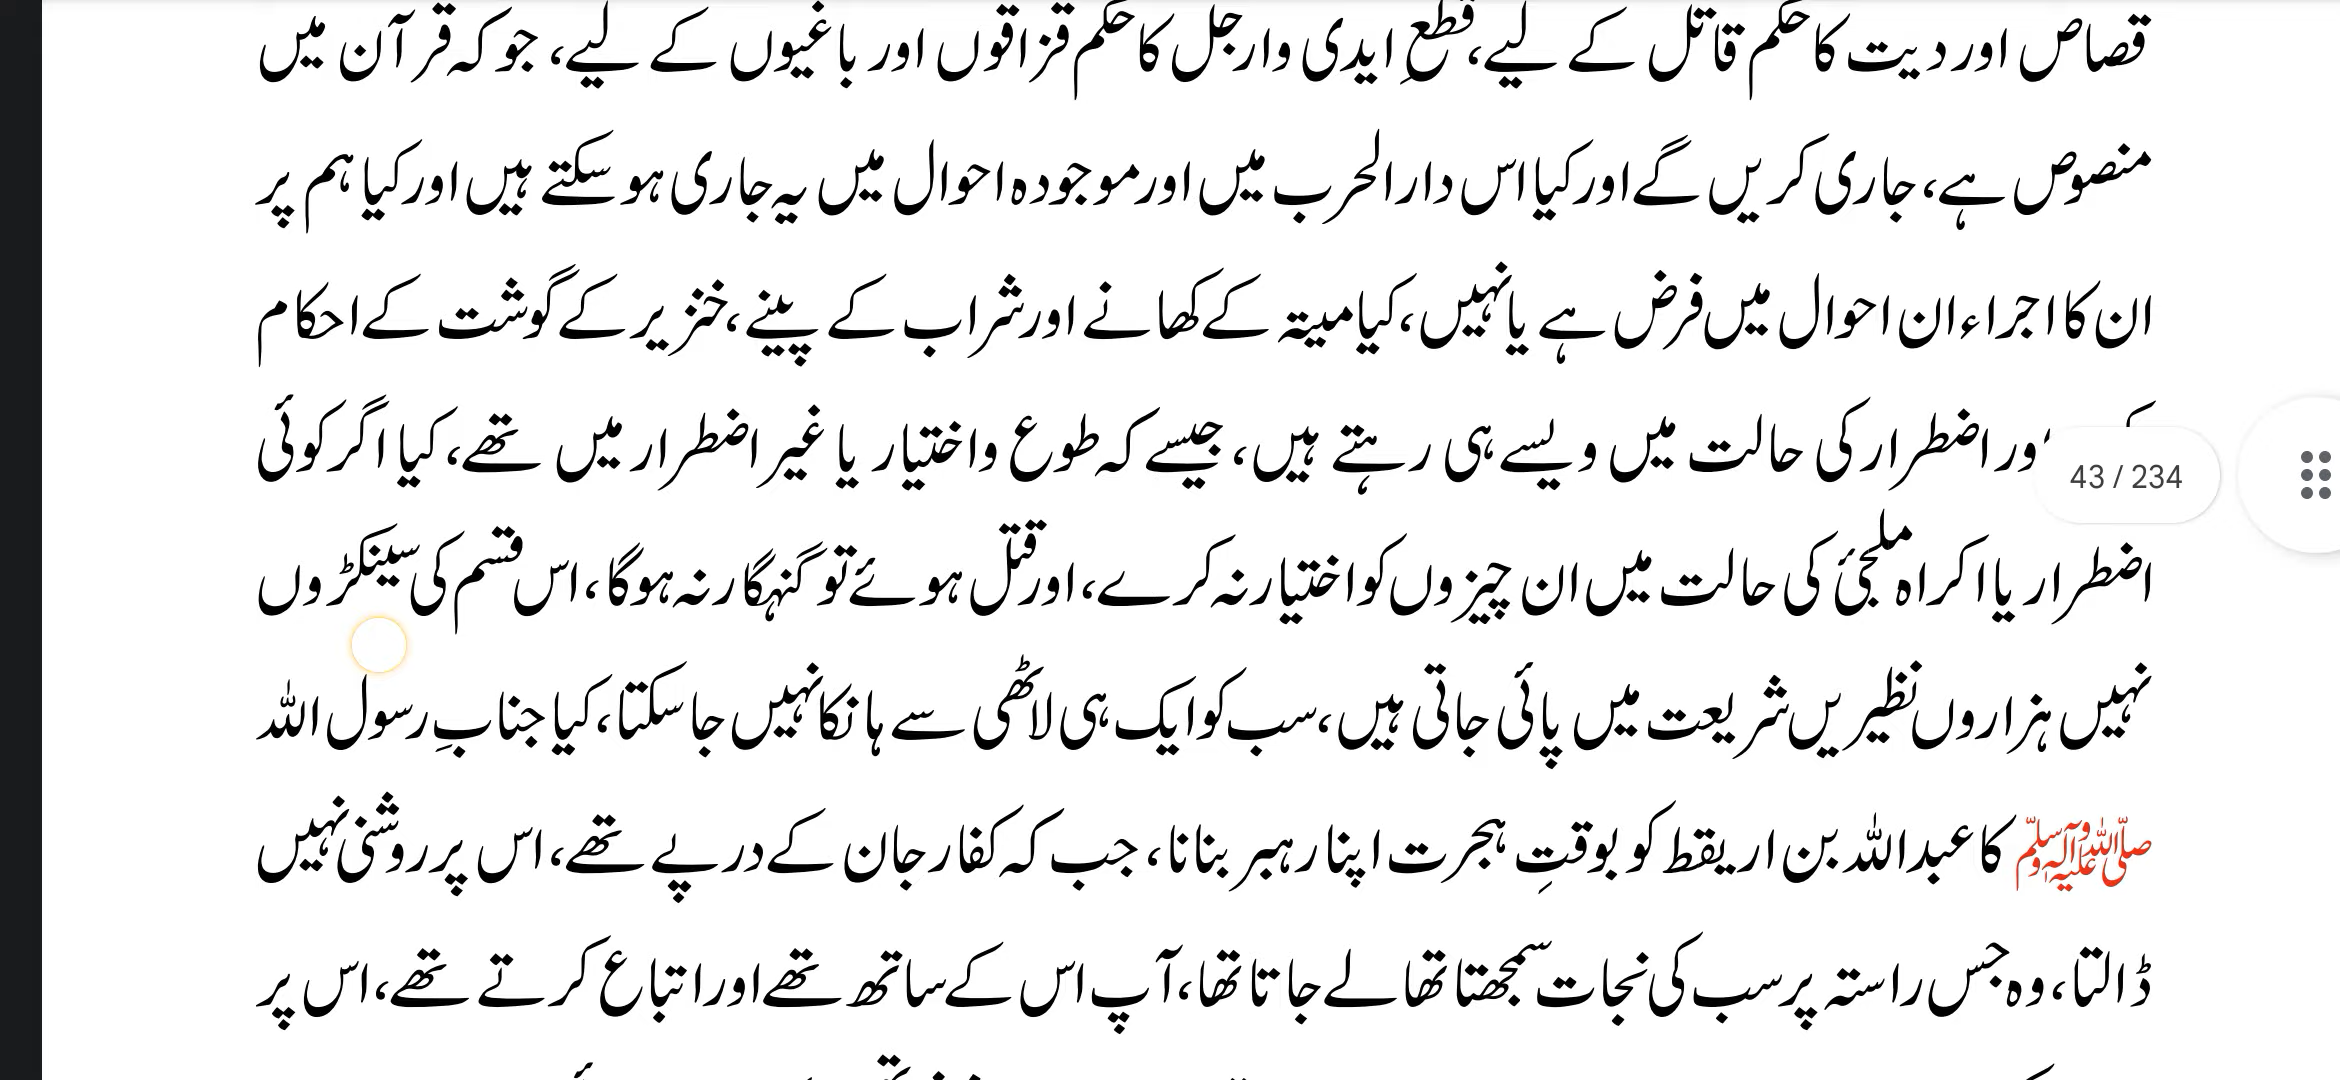 قصاص اور دیت کا حکم قاتل کے لیے، قطعِ ایدی وارجل کا حکم قزاقوں اور باغیوں کے لیے، جو کہ قرآن میں
منصوص ہے، جاری کریں گے اور کیا اس دار الحرب میں اور موجودہ احوال میں یہ جاری ہو سکتے ہیں اور کیا ہم پر
ان کا اجراء ان احوال میں فرض ہے یا نہیں، کیا میتہ کے کھانے اور شراب کے پینے، خنزیر کے گوشت کے احکام
ور اضطرار کی حالت میں ویسے ہی رہتے ہیں، جیسے کہ طوع واختیار یا غیر اضطرار میں تھے، کیا اگر کوئی
43 / 234
اضطرار یا اکراہ ملجئ کی حالت میں ان چیزوں کو اختیار نہ کرے، اور قتل ہوئے تو گنہگار نہ ہوگا، اس قسم کی سینکڑوں
نہیں ہزاروں نظیریں شریعت میں پائی جاتی ہیں، سب کو ایک ہی لاٹھی سے ہانکا نہیں جا سکتا، کیا جنابِ رسول اللہ
صلی اللہ علیہ وآلہ وسلم کا عبد اللہ بن اریقط کو بوقتِ ہجرت اپنا رہبر بنانا، جب کہ کفار جان کے درپے تھے، اس پر روشنی نہیں
ڈالتا، وہ جس راستہ پر سب کی نجات سمجھتا تھا لے جاتا تھا، آپ اس کے ساتھ تھے اور اتباع کرتے تھے، اس پر